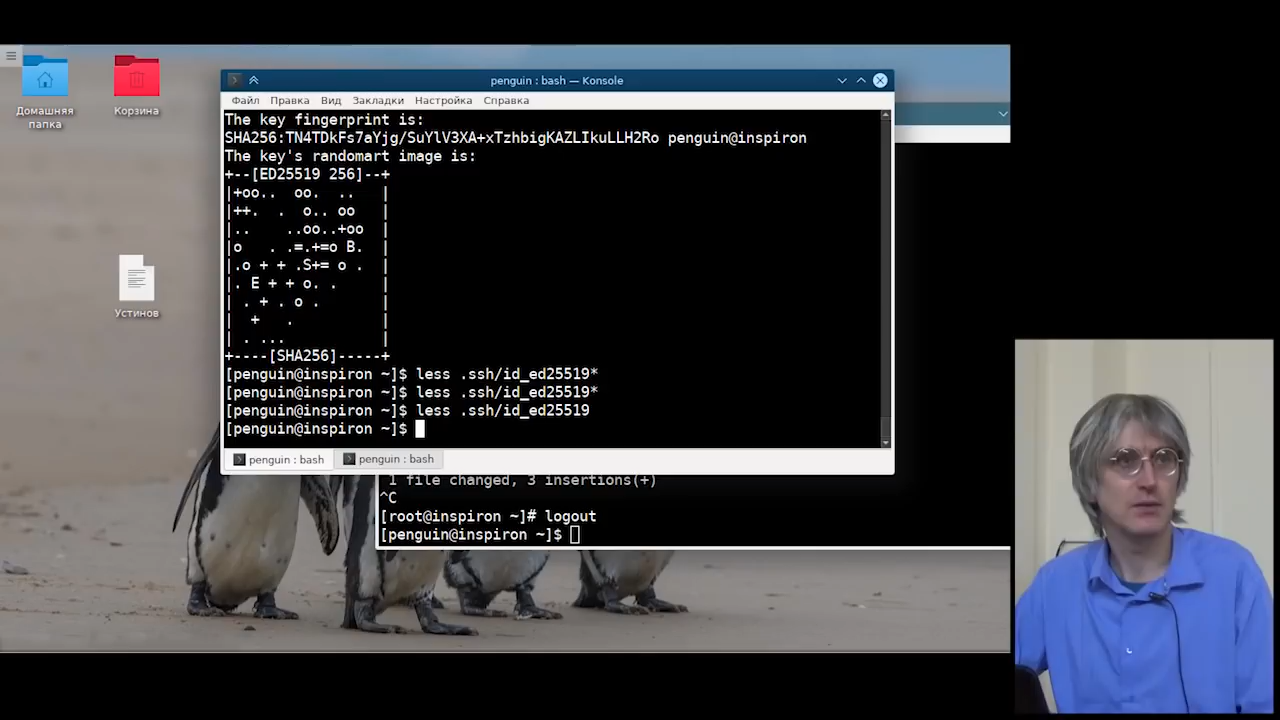 Домашняя
папка
Корзина
Устинов
penguin : bash — Konsole
Файл Правка Вид Закладки Настройка Справка
The key fingerprint is:
SHA256:TN4TDkFs7aYjg/SuYlV3XA+xTzhbigKAZLIkuLLH2Ro penguin@inspiron
The key's randomart image is:
+--[ED25519 256]--+
|+oo..  oo.  ..   |
|++.  .  o.. oo   |
|..     ..oo..+oo |
|o   . .=.+=o B.  |
|.o + + .S+= o .  |
|. E + + o. .     |
| . + . o .       |
|  +   .          |
| . ...           |
+----[SHA256]-----+
[penguin@inspiron ~]$ less .ssh/id_ed25519*
[penguin@inspiron ~]$ less .ssh/id_ed25519*
[penguin@inspiron ~]$ less .ssh/id_ed25519
[penguin@inspiron ~]$
penguin : bash penguin : bash
1 file changed, 3 insertions(+)
^C
[root@inspiron ~]# logout
[penguin@inspiron ~]$